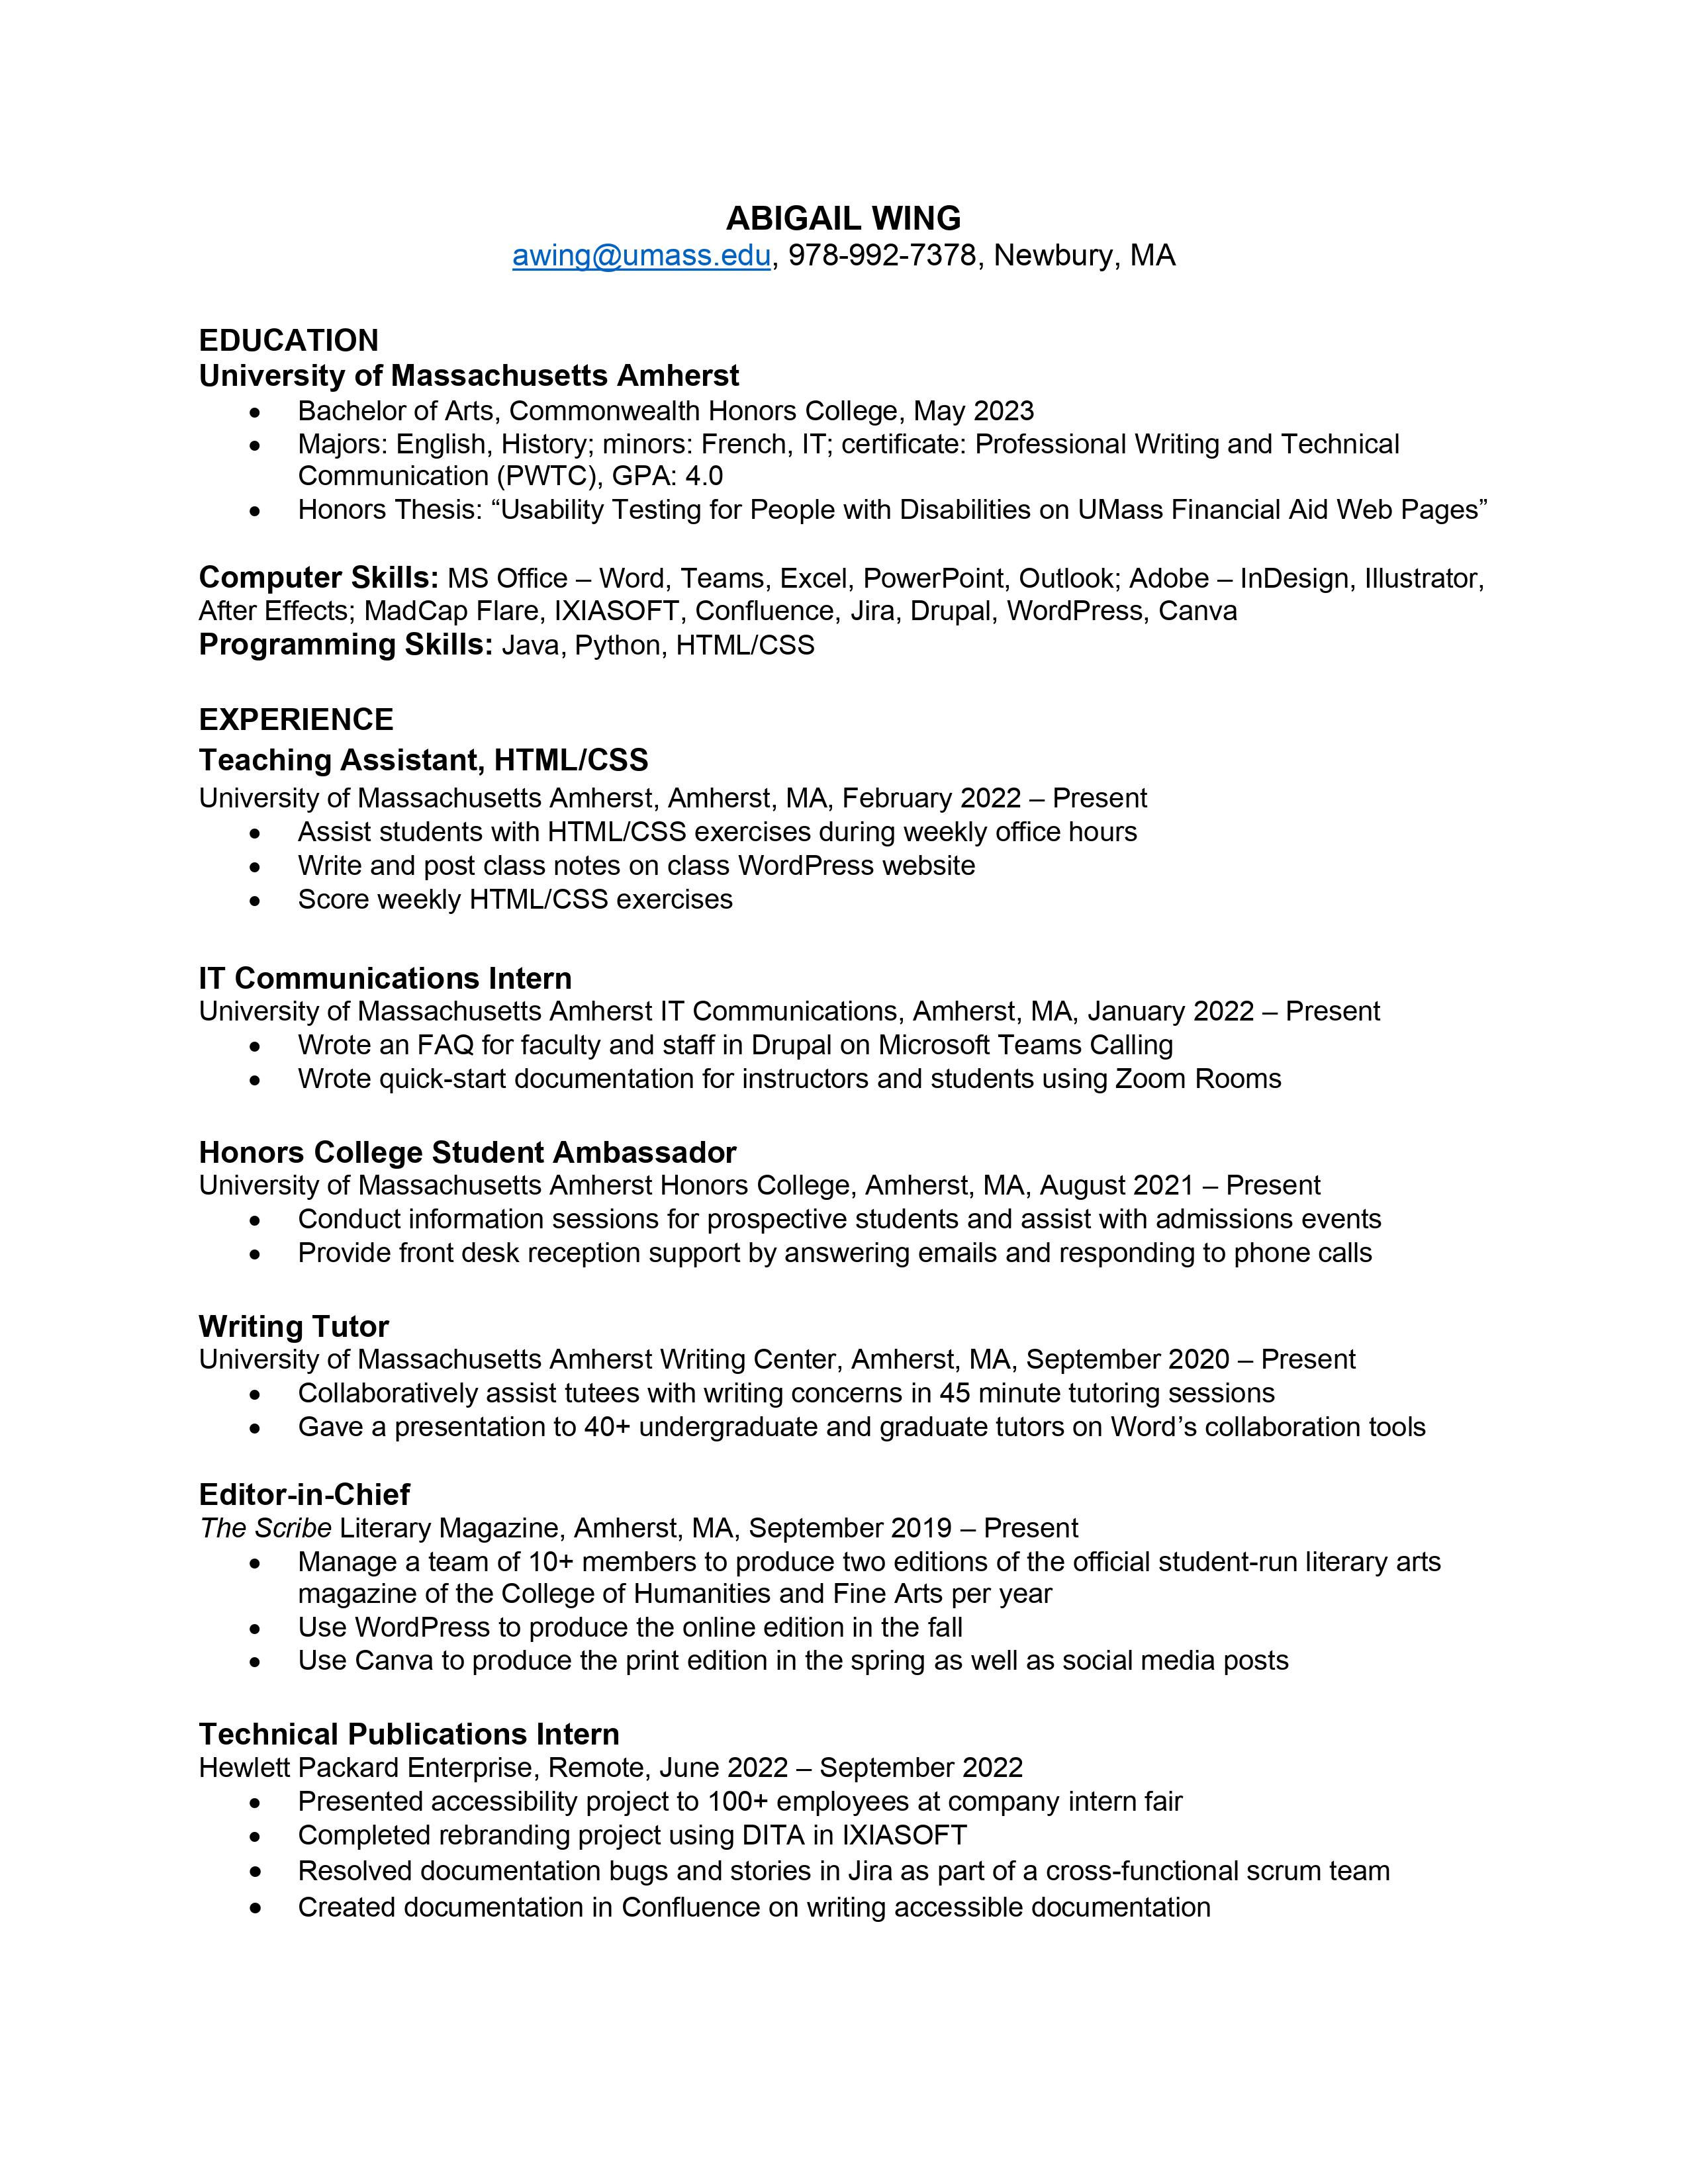 ABIGAIL WING
awing@umass.edu, 978-992-7378, Newbury, MA
EDUCATION
University of Massachusetts Amherst
• Bachelor of Arts, Commonwealth Honors College, May 2023
• Majors: English, History; minors: French, IT; certificate: Professional Writing and Technical
Communication (PWTC), GPA: 4.0
• Honors Thesis: “Usability Testing for People with Disabilities on UMass Financial Aid Web Pages”
Computer Skills: MS Office – Word, Teams, Excel, PowerPoint, Outlook; Adobe – InDesign, Illustrator,
After Effects; MadCap Flare, IXIASOFT, Confluence, Jira, Drupal, WordPress, Canva
Programming Skills: Java, Python, HTML/CSS
EXPERIENCE
Teaching Assistant, HTML/CSS
University of Massachusetts Amherst, Amherst, MA, February 2022 – Present
• Assist students with HTML/CSS exercises during weekly office hours
• Write and post class notes on class WordPress website
• Score weekly HTML/CSS exercises
IT Communications Intern
University of Massachusetts Amherst IT Communications, Amherst, MA, January 2022 – Present
• Wrote an FAQ for faculty and staff in Drupal on Microsoft Teams Calling
• Wrote quick-start documentation for instructors and students using Zoom Rooms
Honors College Student Ambassador
University of Massachusetts Amherst Honors College, Amherst, MA, August 2021 – Present
• Conduct information sessions for prospective students and assist with admissions events
• Provide front desk reception support by answering emails and responding to phone calls
Writing Tutor
University of Massachusetts Amherst Writing Center, Amherst, MA, September 2020 – Present
• Collaboratively assist tutees with writing concerns in 45 minute tutoring sessions
• Gave a presentation to 40+ undergraduate and graduate tutors on Word’s collaboration tools
Editor-in-Chief
The Scribe Literary Magazine, Amherst, MA, September 2019 – Present
• Manage a team of 10+ members to produce two editions of the official student-run literary arts
magazine of the College of Humanities and Fine Arts per year
• Use WordPress to produce the online edition in the fall
• Use Canva to produce the print edition in the spring as well as social media posts
Technical Publications Intern
Hewlett Packard Enterprise, Remote, June 2022 – September 2022
• Presented accessibility project to 100+ employees at company intern fair
• Completed rebranding project using DITA in IXIASOFT
• Resolved documentation bugs and stories in Jira as part of a cross-functional scrum team
• Created documentation in Confluence on writing accessible documentation